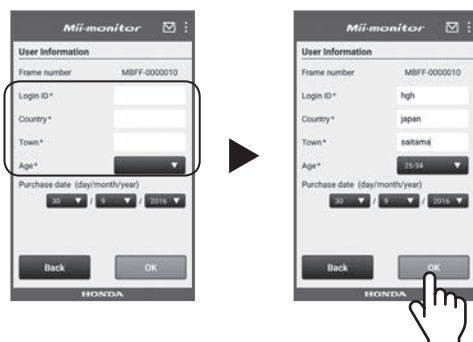 Mii-monitor
User Information
Frame number MBFF-0000010
Login ID*
Country*
Town*
Age*
Purchase date (day/month/year)
30 / 9 / 2016
Back OK
HONDA
Mii-monitor
User Information
Frame number MBFF-0000010
Login ID* hgh
Country* japan
Town* saitama
Age* 25-34
Purchase date (day/month/year)
30 / 9 / 2016
Back OK
HONDA